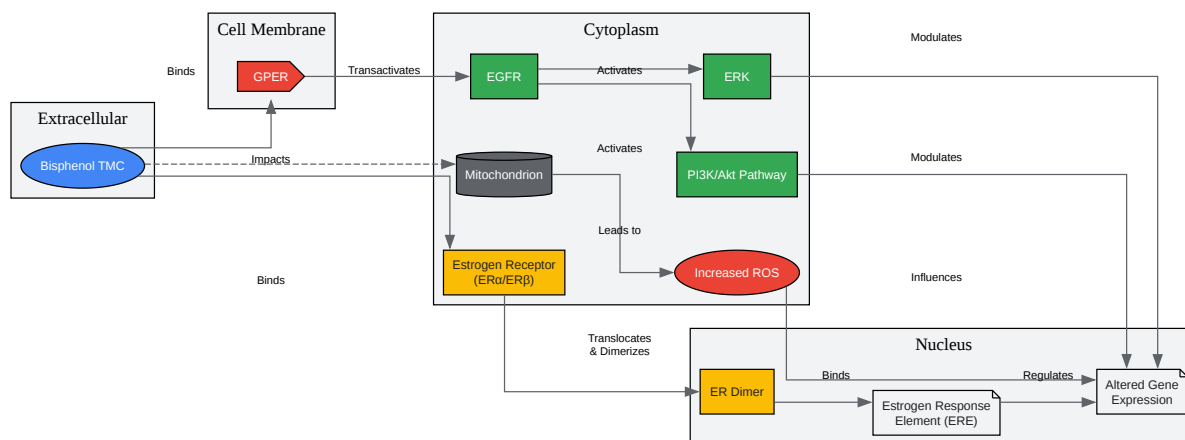 Cell Membrane
Cytoplasm
Modulates
Binds
GPER
Transactivates
EGFR
Activates
ERK
Extracellular
Bisphenol TMC
Impacts
Mitochondrion
Activates
PI3K/Akt Pathway
Modulates
Leads to
Estrogen Receptor
(ERα/ERβ)
Increased ROS
Binds
Influences
Translocates
& Dimerizes
Nucleus
ER Dimer
Binds
Estrogen Response
Element (ERE)
Regulates
Altered Gene
Expression